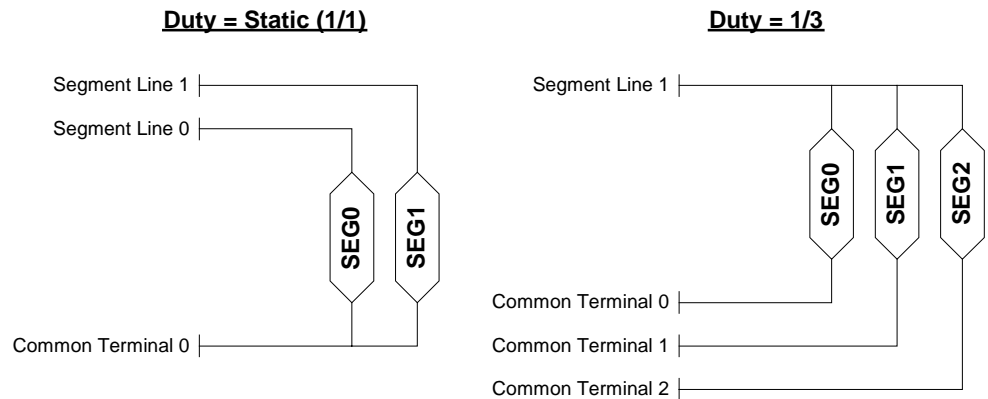 Duty = Static (1/1)
Segment Line 1
Segment Line 0
SEG0
SEG1
Common Terminal 0
Duty = 1/3
Segment Line 1
SEG0
SEG1
SEG2
Common Terminal 0
Common Terminal 1
Common Terminal 2